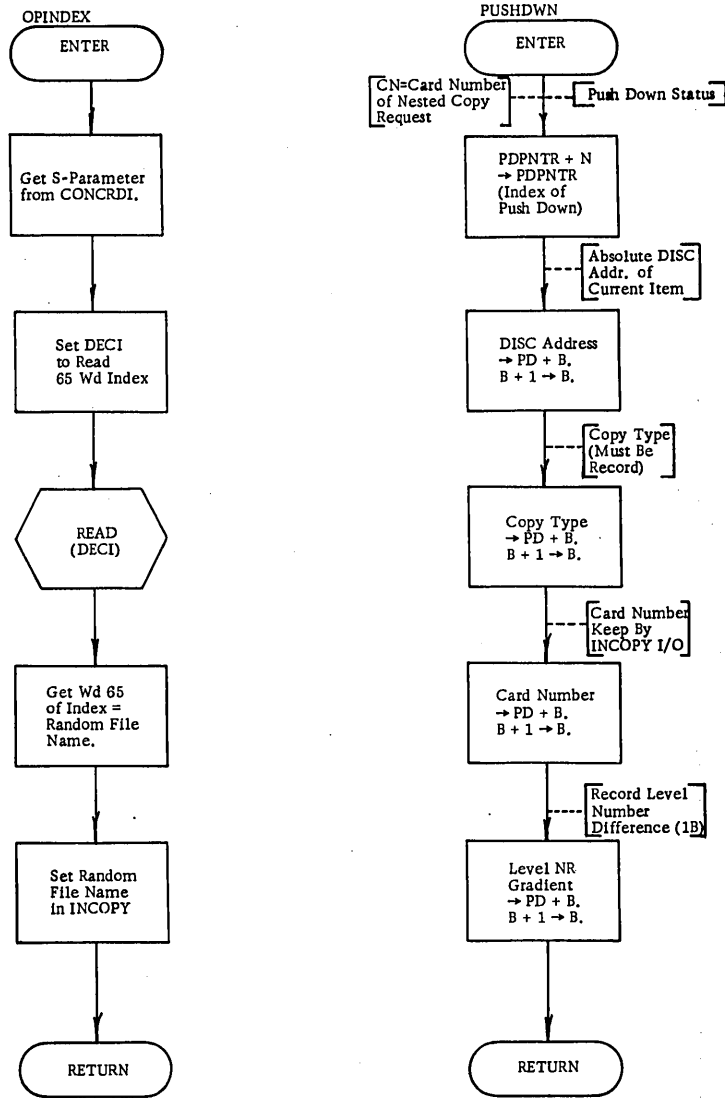 OPINDEX
ENTER
Get S-Parameter
from CONCRDI.
Set DECI
to Read
65 Wd Index
READ
(DECI)
Get Wd 65
of Index =
Random File
Name.
Set Random
File Name
in INCOPY
RETURN
PUSHDWN
ENTER
CN=Card Number
of Nested Copy
Request
Push Down Status
PDPNTR + N
→ PDPNTR
(Index of
Push Down)
Absolute DISC
Addr. of
Current Item
DISC Address
→ PD + B.
B + 1 → B.
Copy Type
(Must Be
Record)
Copy Type
→ PD + B.
B + 1 → B.
Card Number
Keep By
INCOPY I/O
Card Number
→ PD + B.
B + 1 → B.
Record Level
Number
Difference (1B)
Level NR
Gradient
→ PD + B.
B + 1 → B.
RETURN